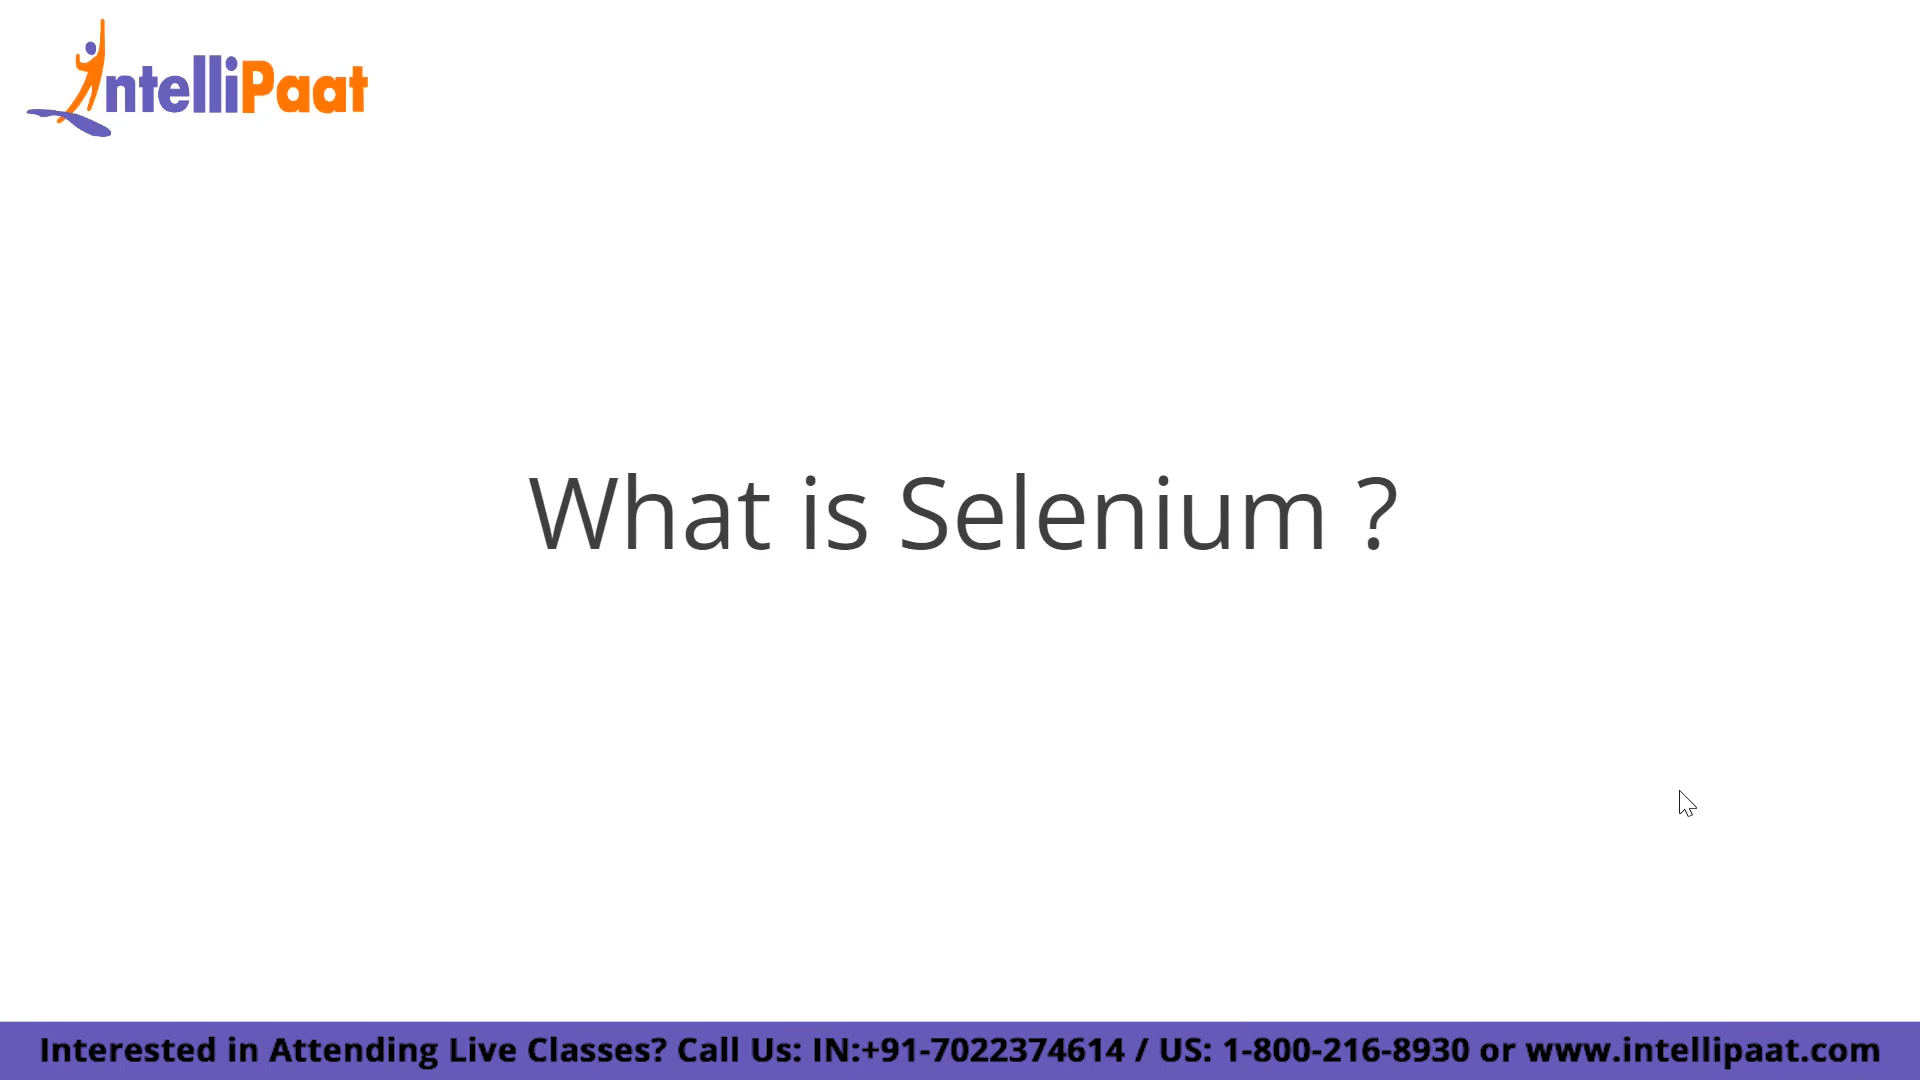 IntelliPaat
What is Selenium ?
Interested in Attending Live Classes? Call Us: IN:+91-7022374614 / US: 1-800-216-8930 or www.intellipaat.com